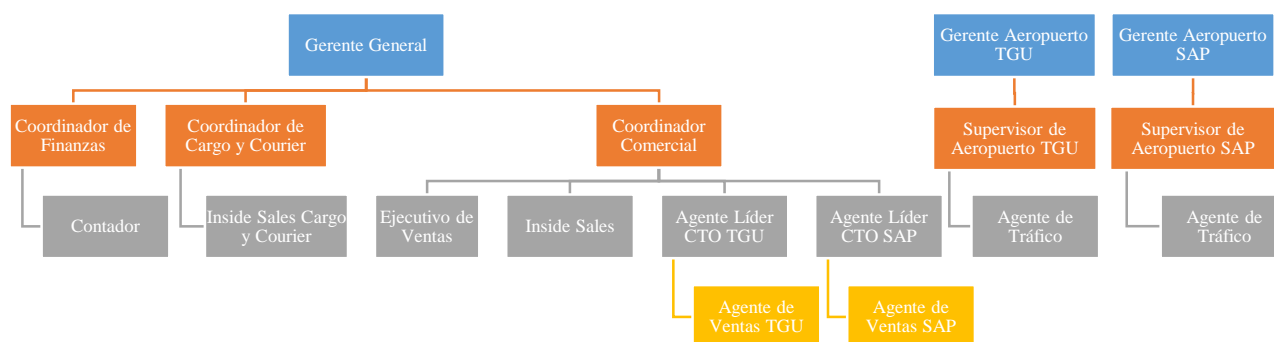 Gerente General
Gerente Aeropuerto
TGU
Gerente Aeropuerto
SAP
Coordinador de
Finanzas
Coordinador de
Cargo y Courier
Coordinador
Comercial
Supervisor de
Aeropuerto TGU
Supervisor de
Aeropuerto SAP
Contador
Inside Sales Cargo
y Courier
Ejecutivo de
Ventas
Inside Sales
Agente Líder
CTO TGU
Agente Líder
CTO SAP
Agente de
Tráfico
Agente de
Tráfico
Agente de
Ventas TGU
Agente de
Ventas SAP